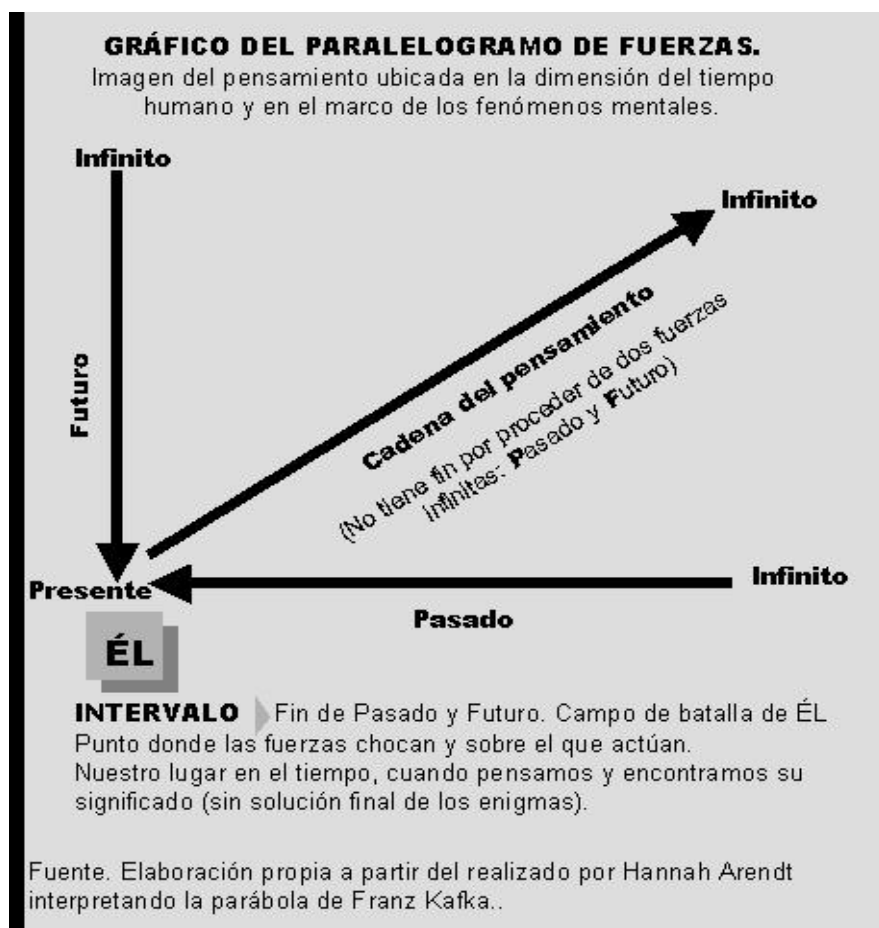 GRÁFICO DEL PARALELOGRAMO DE FUERZAS.
Imagen del pensamiento ubicada en la dimensión del tiempo
humano y en el marco de los fenómenos mentales.
Infinito
Infinito
Futuro
Cadena del pensamiento
(No tiene fin por proceder de dos fuerzas
infinitas: Pasado y Futuro)
Presente
Infinito
Pasado
ÉL
INTERVALO Fin de Pasado y Futuro. Campo de batalla de ÉL
Punto donde las fuerzas chocan y sobre el que actúan.
Nuestro lugar en el tiempo, cuando pensamos y encontramos su
significado (sin solución final de los enigmas).
Fuente. Elaboración propia a partir del realizado por Hannah Arendt
interpretando la parábola de Franz Kafka..